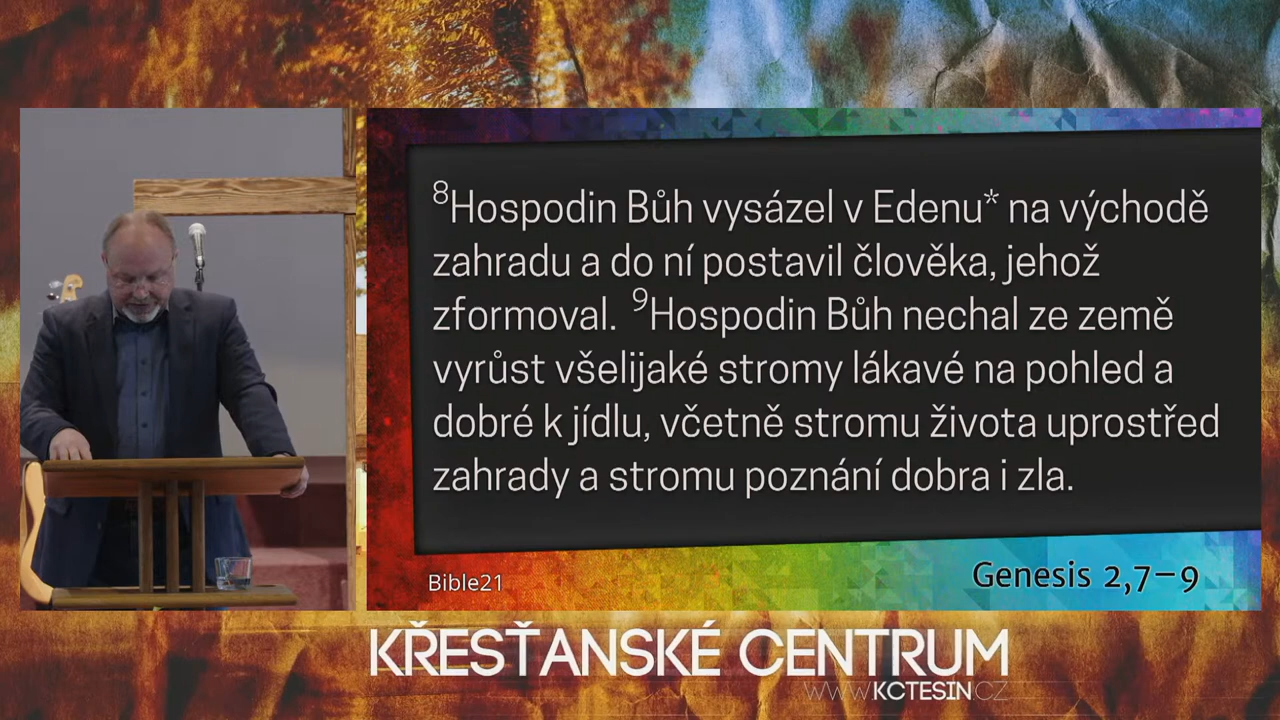 ⁸Hospodin Bůh vysázel v Edenu* na východě
zahradu a do ní postavil člověka, jehož
zformoval. ⁹Hospodin Bůh nechal ze země
vyrůst všelijaké stromy lákavé na pohled a
dobré k jídlu, včetně stromu života uprostřed
zahrady a stromu poznání dobra i zla.
Bible21
Genesis 2,7–9
KŘESŤANSKÉ CENTRUM
WWW.KCTESIN.CZ